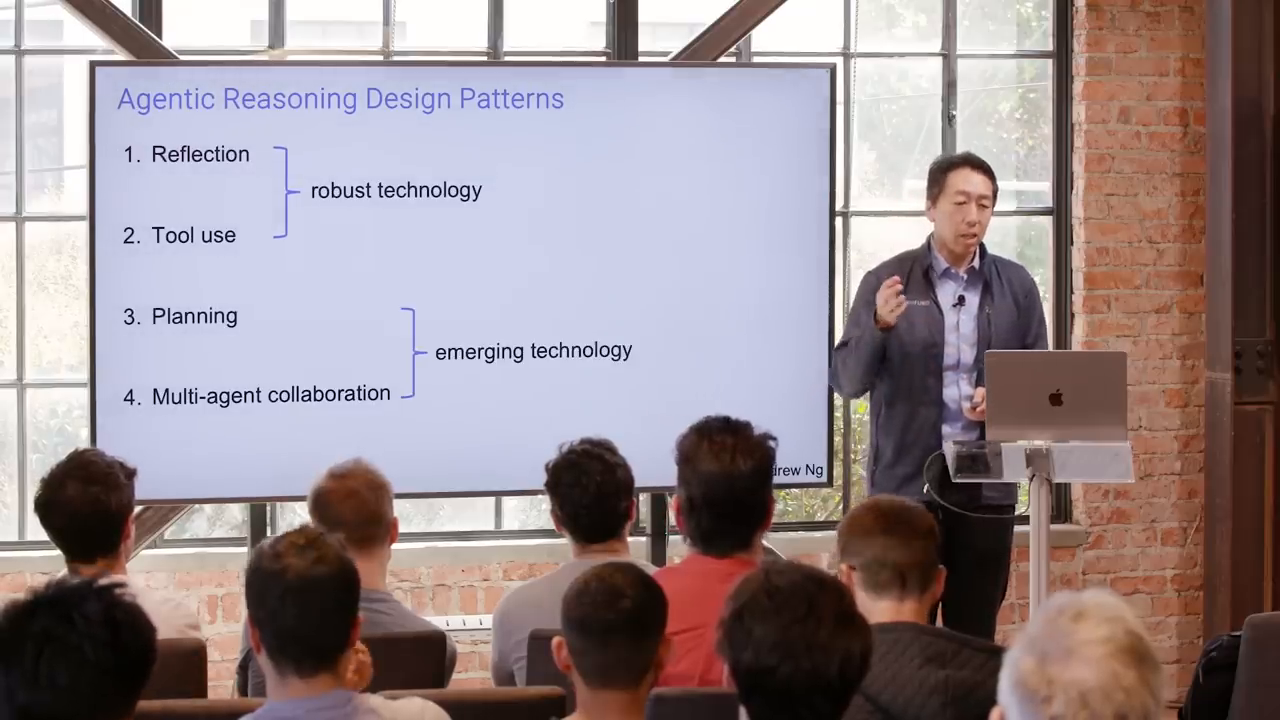 Agentic Reasoning Design Patterns
1. Reflection
robust technology
2. Tool use
3. Planning
emerging technology
4. Multi-agent collaboration
drew Ng